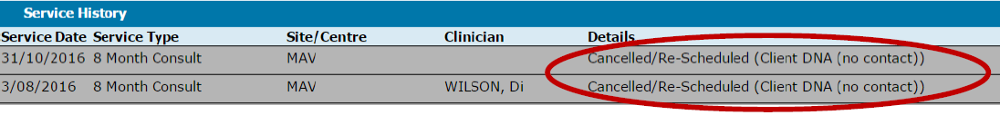 Service History
Service Date Service Type Site/Centre Clinician Details
31/10/2016 8 Month Consult MAV Cancelled/Re-Scheduled (Client DNA (no contact))
3/08/2016 8 Month Consult MAV WILSON, Di Cancelled/Re-Scheduled (Client DNA (no contact))